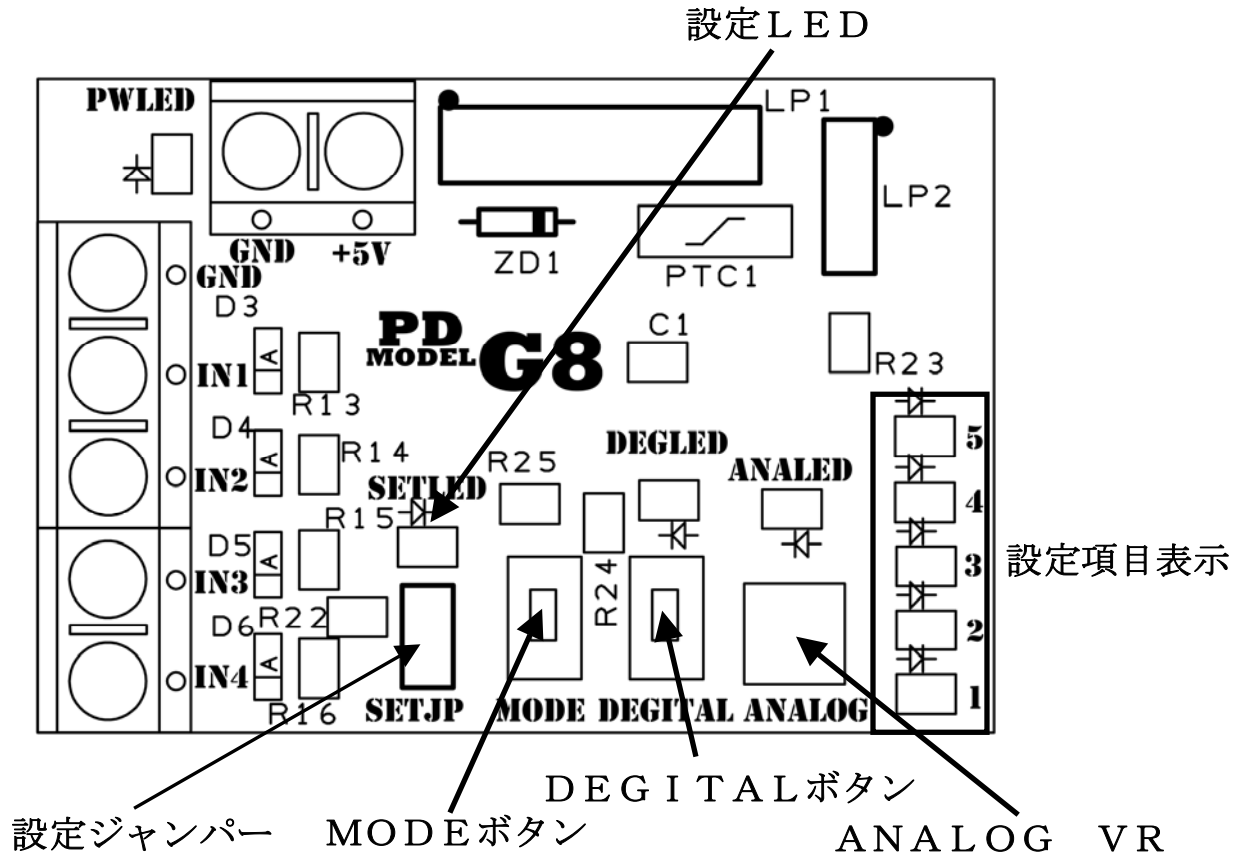 設定ＬＥＤ
PWLED
LP1
LP2
GND
+5V
ZD1
PTC1
GND
D3
PD
MODEL
G8
C1
IN1
A
R13
R23
D4
IN2
A
R14
SETLED
R25
DEGLED
ANALED
5
4
3
2
1
設定項目表示
R15
D5
IN3
A
R22
R24
D6
IN4
A
R16
SETJP
MODE
DEGITAL
ANALOG
ＤＥＧＩＴＡＬボタン
設定ジャンパー
ＭＯＤＥボタン
ＡＮＡＬＯＧ　ＶＲ